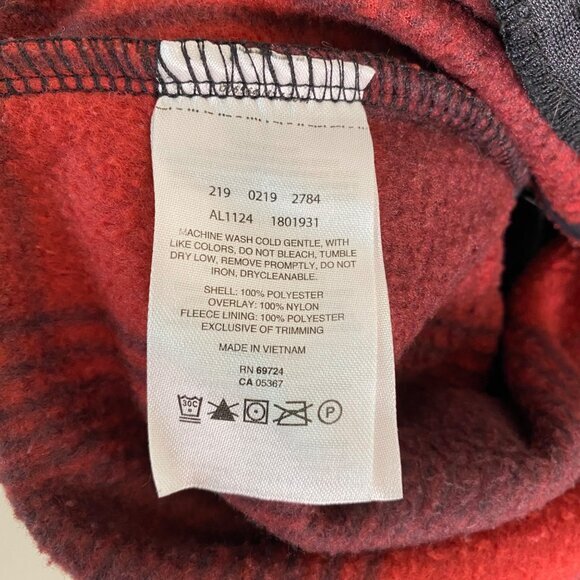 219 0219 2784
AL1124 1801931
MACHINE WASH COLD GENTLE, WITH
LIKE COLORS, DO NOT BLEACH, TUMBLE
DRY LOW, REMOVE PROMPTLY, DO NOT
IRON, DRYCLEANABLE.
SHELL: 100% POLYESTER
OVERLAY: 100% NYLON
FLEECE LINING: 100% POLYESTER
EXCLUSIVE OF TRIMMING
MADE IN VIETNAM
RN 69724
CA 05367
30C P